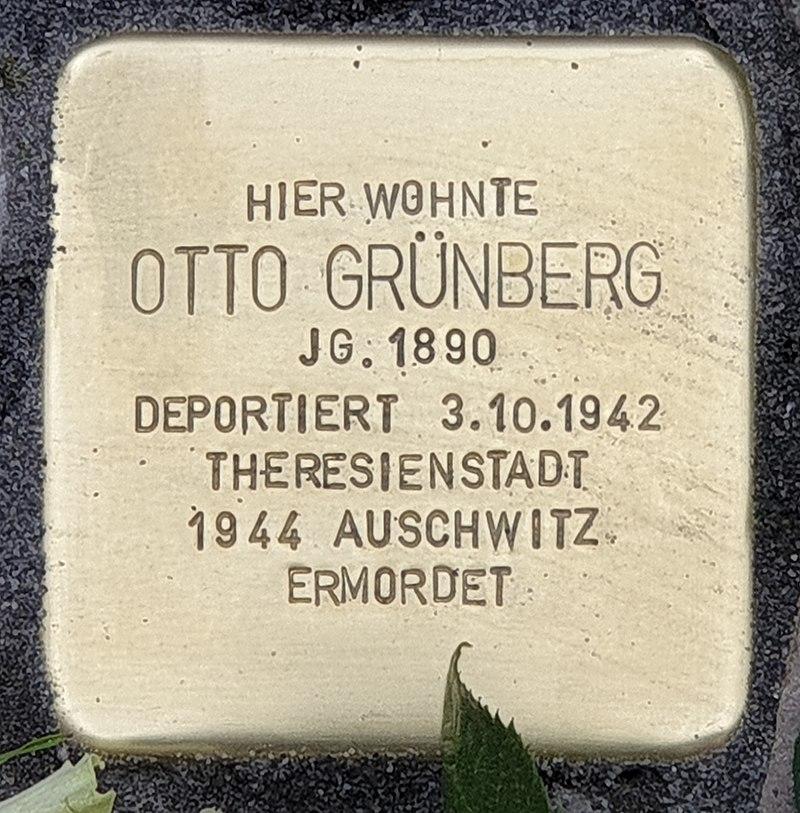 HIER WOHNTE
OTTO GRÜNBERG
JG. 1890
DEPORTIERT 3.10.1942
THERESIENSTADT
1944 AUSCHWITZ
ERMORDET